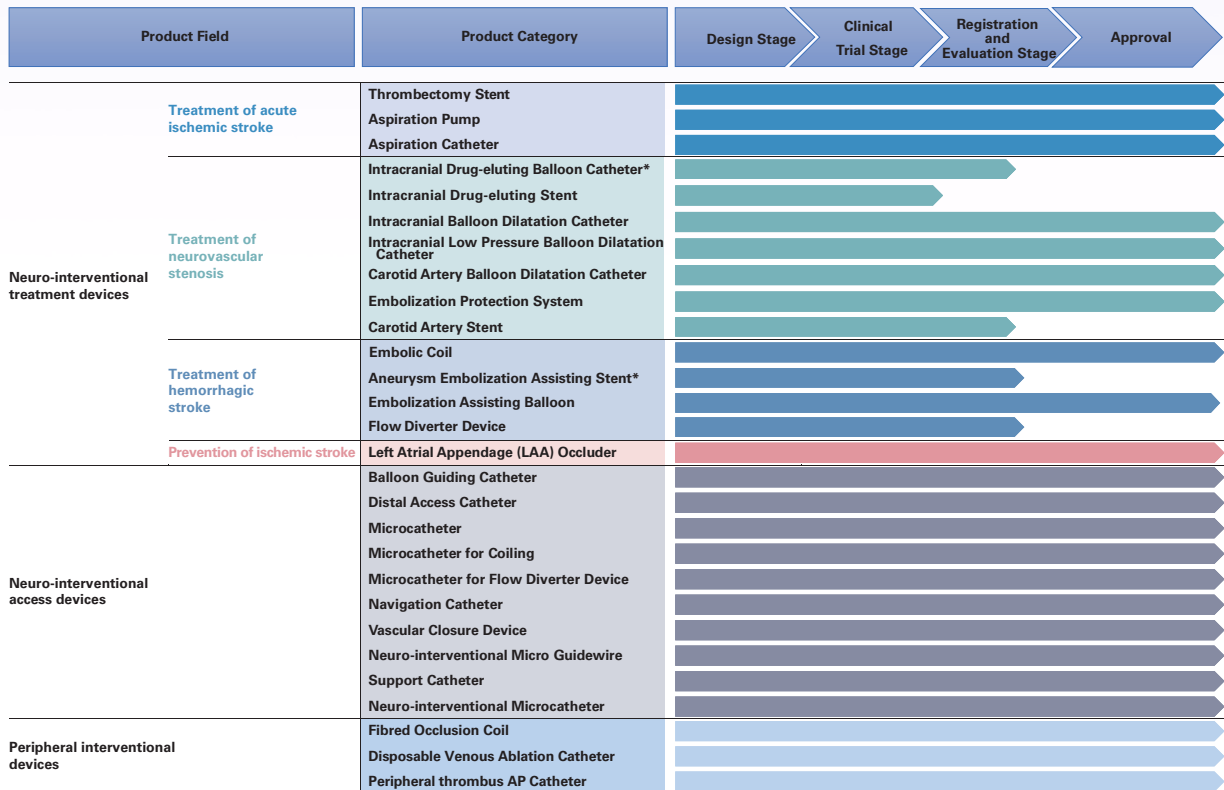 Product Field
Product Category
Design Stage
Clinical
Trial Stage
Registration
and
Evaluation Stage
Approval
Neuro-interventional
treatment devices
Treatment of acute
ischemic stroke
Thrombectomy Stent
Aspiration Pump
Aspiration Catheter
Treatment of
neurovascular
stenosis
Intracranial Drug-eluting Balloon Catheter*
Intracranial Drug-eluting Stent
Intracranial Balloon Dilatation Catheter
Intracranial Low Pressure Balloon Dilatation
Catheter
Carotid Artery Balloon Dilatation Catheter
Embolization Protection System
Carotid Artery Stent
Treatment of
hemorrhagic
stroke
Embolic Coil
Aneurysm Embolization Assisting Stent*
Embolization Assisting Balloon
Flow Diverter Device
Prevention of ischemic stroke
Left Atrial Appendage (LAA) Occluder
Neuro-interventional
access devices
Balloon Guiding Catheter
Distal Access Catheter
Microcatheter
Microcatheter for Coiling
Microcatheter for Flow Diverter Device
Navigation Catheter
Vascular Closure Device
Neuro-interventional Micro Guidewire
Support Catheter
Neuro-interventional Microcatheter
Peripheral interventional
devices
Fibred Occlusion Coil
Disposable Venous Ablation Catheter
Peripheral thrombus AP Catheter